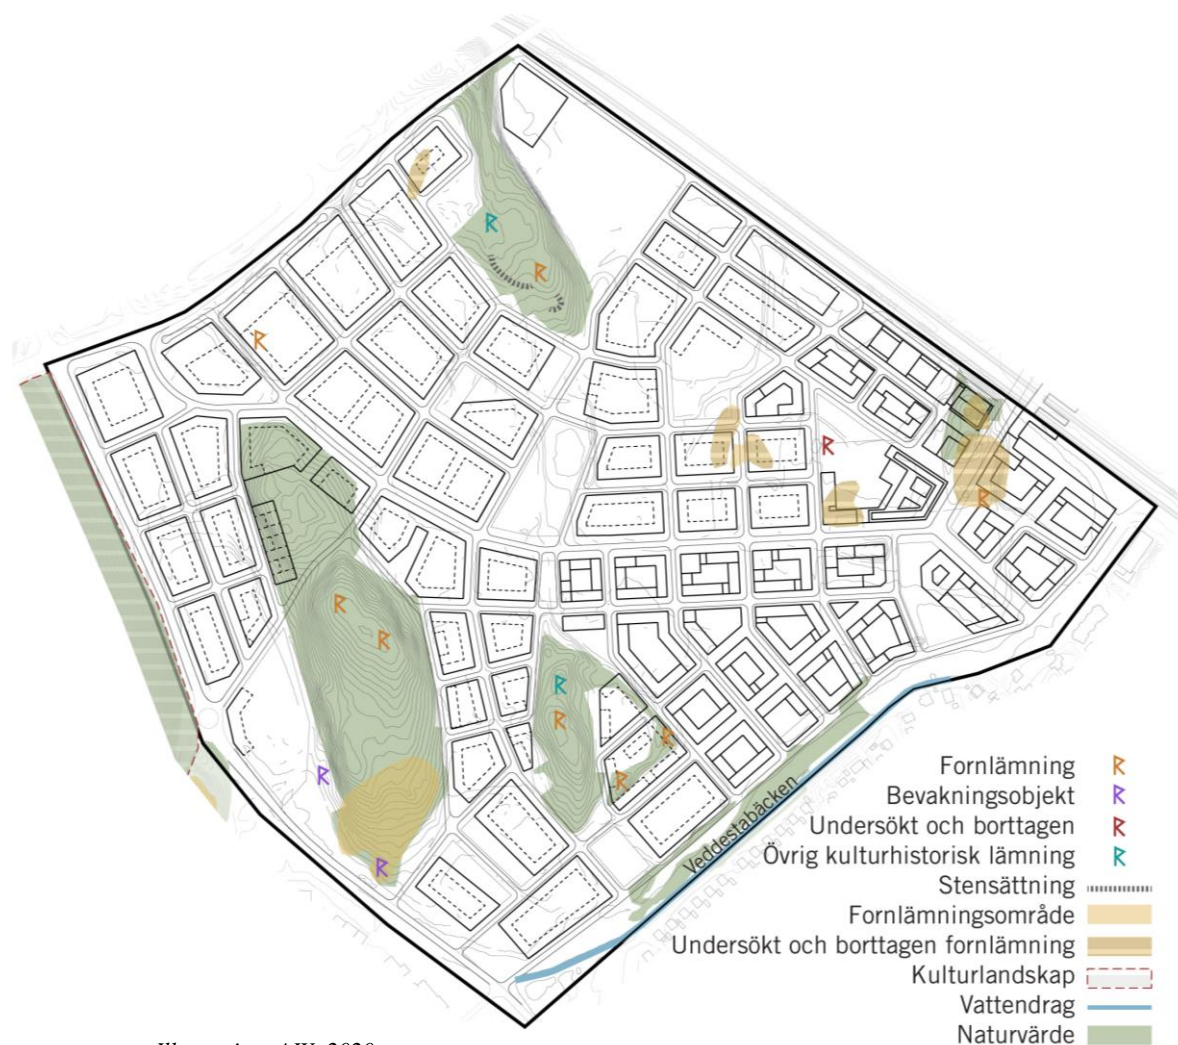 Fornlämning
Bevakningsobjekt
Undersökt och borttagen
Övrig kulturhistorisk lämning
Stensättning
Fornlämningsområde
Undersökt och borttagen fornlämning
Kulturlandskap
Vattendrag
Naturvärde
Veddestabäcken